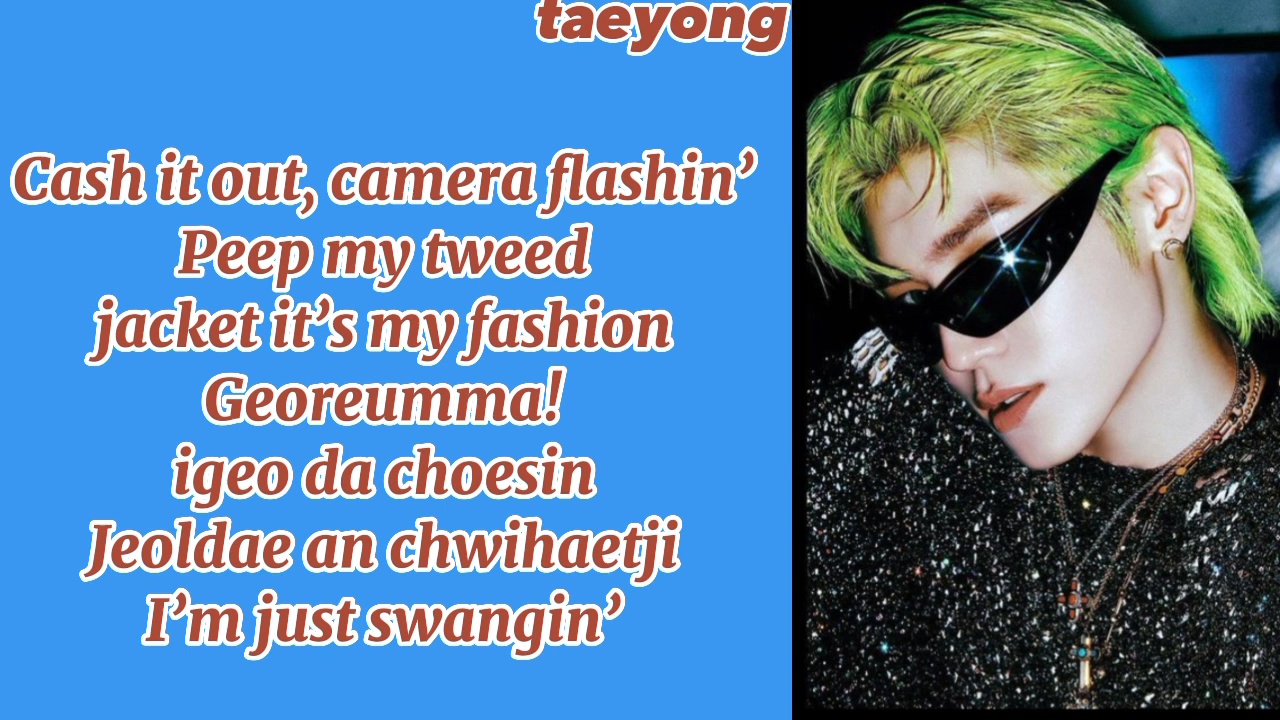 taeyong
Cash it out, camera flashin’
Peep my tweed
jacket it’s my fashion
Georeumma!
igeo da choesin
Jeoldae an chwihaetji
I’m just swangin’